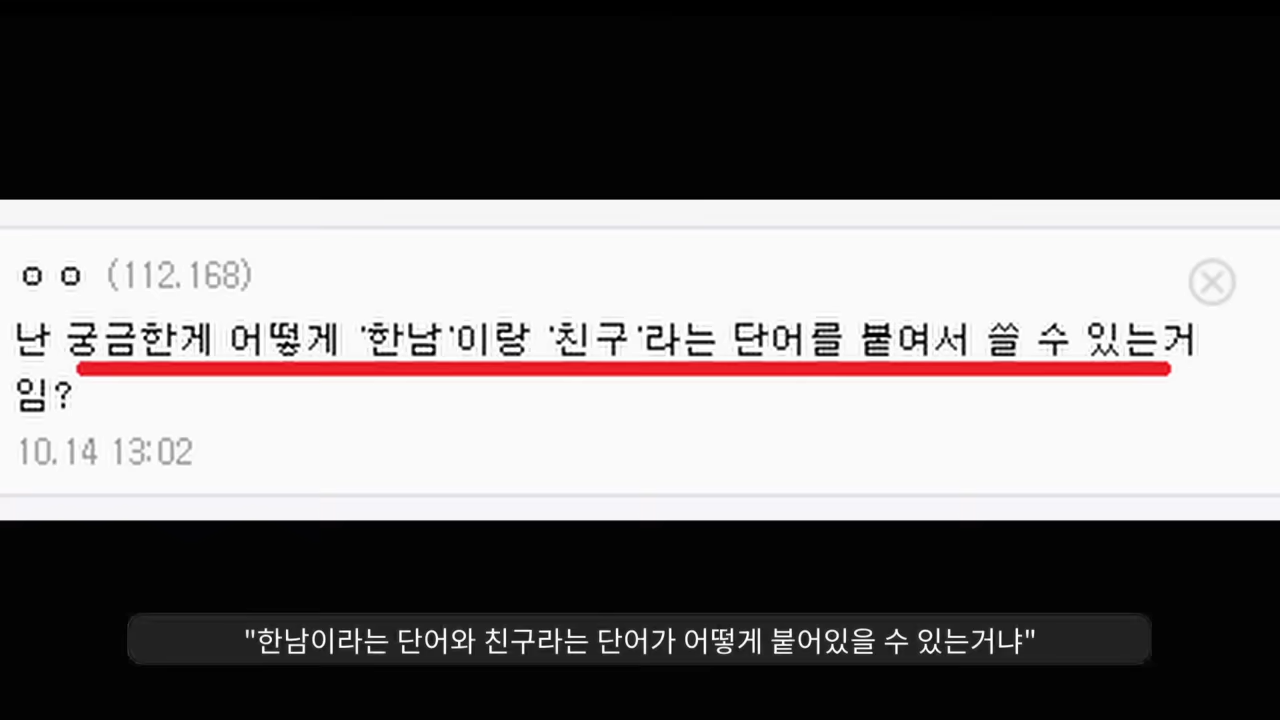 ㅇㅇ (112.168)
난 궁금한게 어떻게 '한남'이랑 '친구'라는 단어를 붙여서 쓸 수 있는거
임?
10.14 13:02
"한남이라는 단어와 친구라는 단어가 어떻게 붙어있을 수 있는거냐"